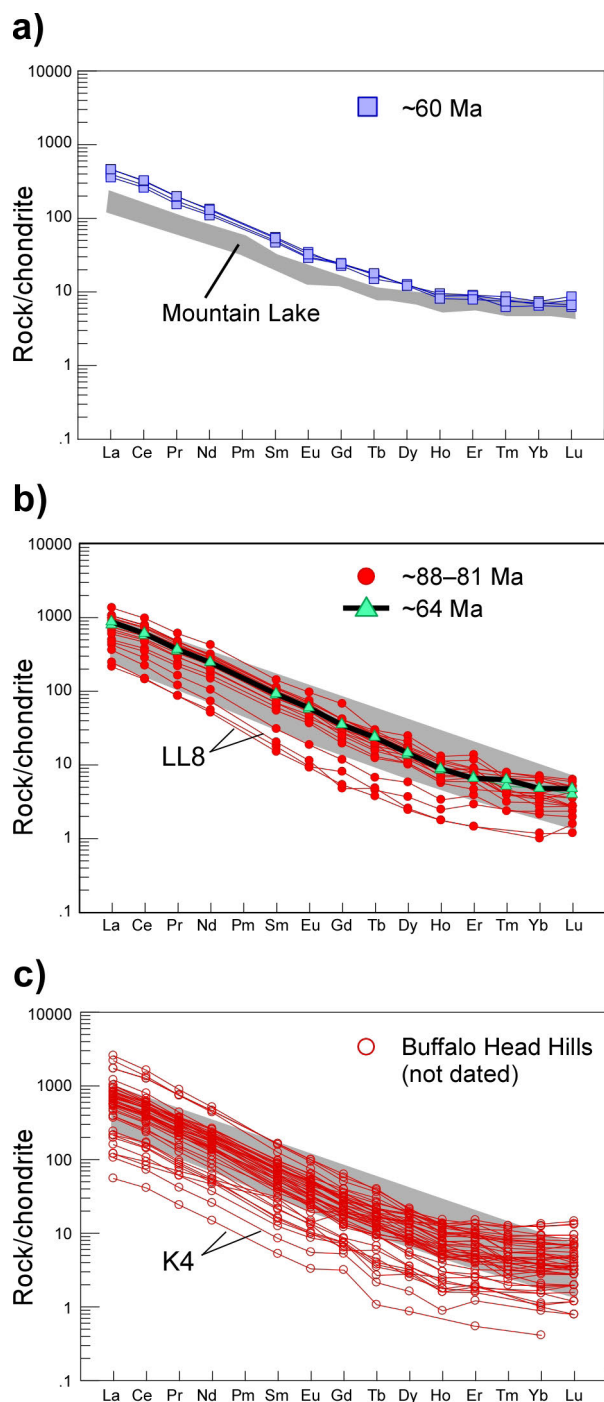 a)
10000
1000
100
10
1
.1
Rock/chondrite
~60 Ma
Mountain Lake
La Ce Pr Nd Pm Sm Eu Gd Tb Dy Ho Er Tm Yb Lu
b)
10000
1000
100
10
1
.1
Rock/chondrite
~88–81 Ma
~64 Ma
LL8
La Ce Pr Nd Pm Sm Eu Gd Tb Dy Ho Er Tm Yb Lu
c)
10000
1000
100
10
1
.1
Rock/chondrite
Buffalo Head Hills
(not dated)
K4
La Ce Pr Nd Pm Sm Eu Gd Tb Dy Ho Er Tm Yb Lu